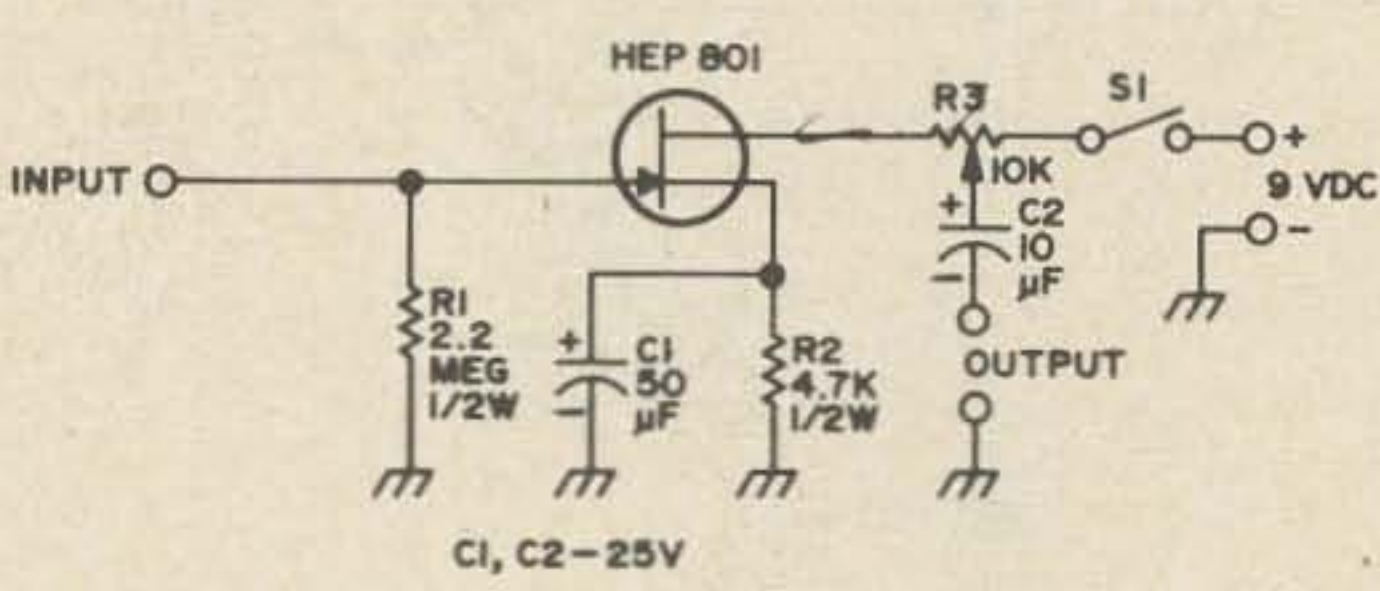 HEP 801
R3
S1
INPUT
+
10K
9 VDC
+
C2
10
µF
-
-
R1
2.2
MEG
1/2W
+
C1
50
µF
-
R2
4.7K
1/2W
OUTPUT
C1, C2-25V